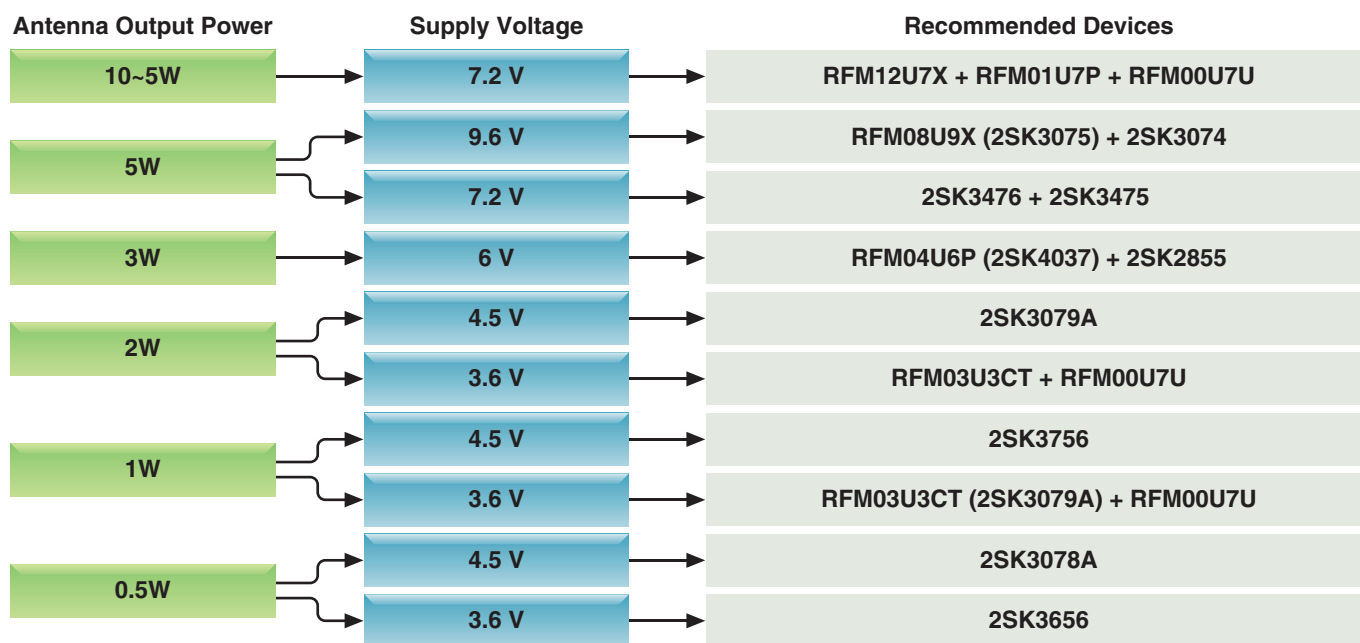 Antenna Output Power Supply Voltage Recommended Devices
10~5W 7.2 V RFM12U7X + RFM01U7P + RFM00U7U
5W
9.6 V RFM08U9X (2SK3075) + 2SK3074
7.2 V 2SK3476 + 2SK3475
3W 6 V RFM04U6P (2SK4037) + 2SK2855
2W
4.5 V 2SK3079A
3.6 V RFM03U3CT + RFM00U7U
1W
4.5 V 2SK3756
3.6 V RFM03U3CT (2SK3079A) + RFM00U7U
0.5W
4.5 V 2SK3078A
3.6 V 2SK3656